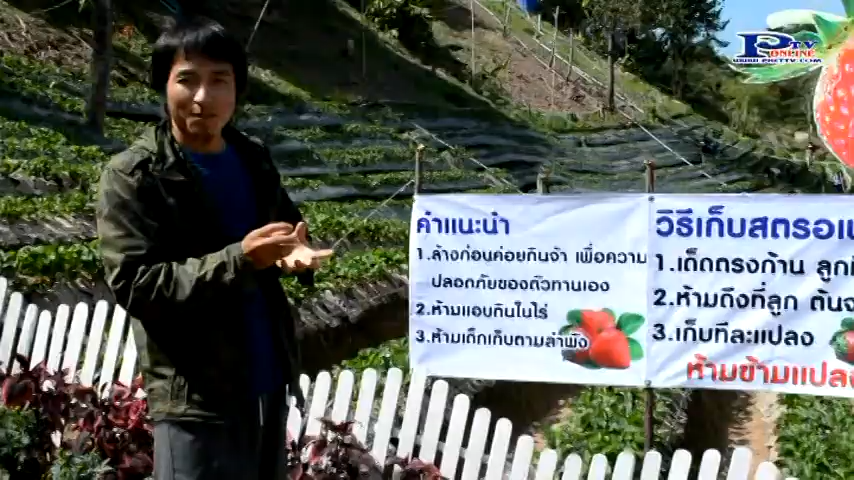 PTV
ONLINE
คำแนะนำ
1.ล้างก่อนค่อยกินจ้า เพื่อความ
ปลอดภัยของตัวท่านเอง
2.ห้ามแอบกินในไร่
3.ห้ามเด็กเก็บตามลำพัง
วิธีเก็บสตรอเบ
1.เด็ดตรงก้าน ลูก
2.ห้ามดึงที่ลูก ต้นจ
3.เก็บทีละแปลง
ห้ามข้ามแปล